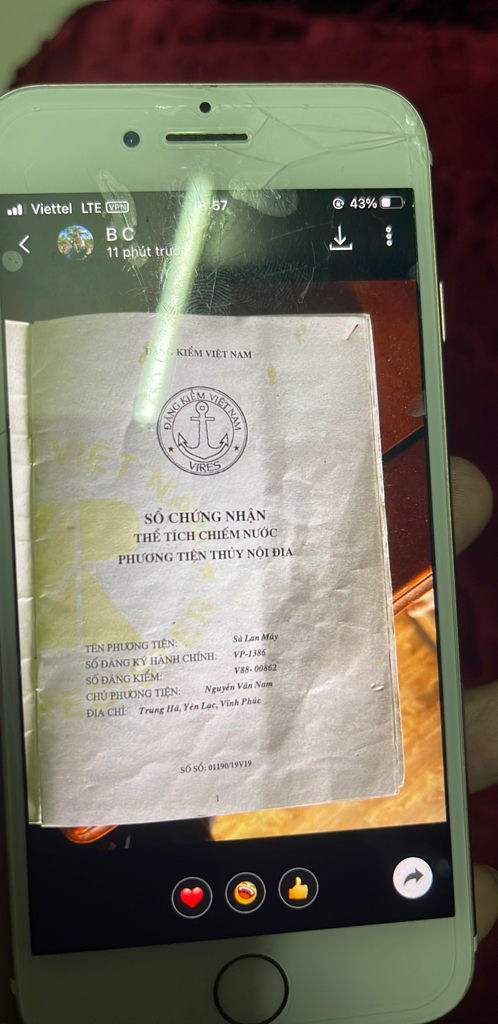 Viettel LTE VPN
:57
43%
B C
11 phút trước
ĐĂNG KIỂM VIỆT NAM
ĐĂNG KIỂM VIỆT NAM
VIRES
VIỆT NAM
SỔ CHỨNG NHẬN
THỂ TÍCH CHIẾM NƯỚC
PHƯƠNG TIỆN THỦY NỘI ĐỊA
TÊN PHƯƠNG TIỆN: Sà Lan Máy
SỐ ĐĂNG KÝ HÀNH CHÍNH: VP-1386
SỐ ĐĂNG KIỂM: V88- 00862
CHỦ PHƯƠNG TIỆN: Nguyễn Văn Nam
ĐỊA CHỈ: Trung Hà, Yên Lạc, Vĩnh Phúc
SỐ SỔ: 01190/19V19
1